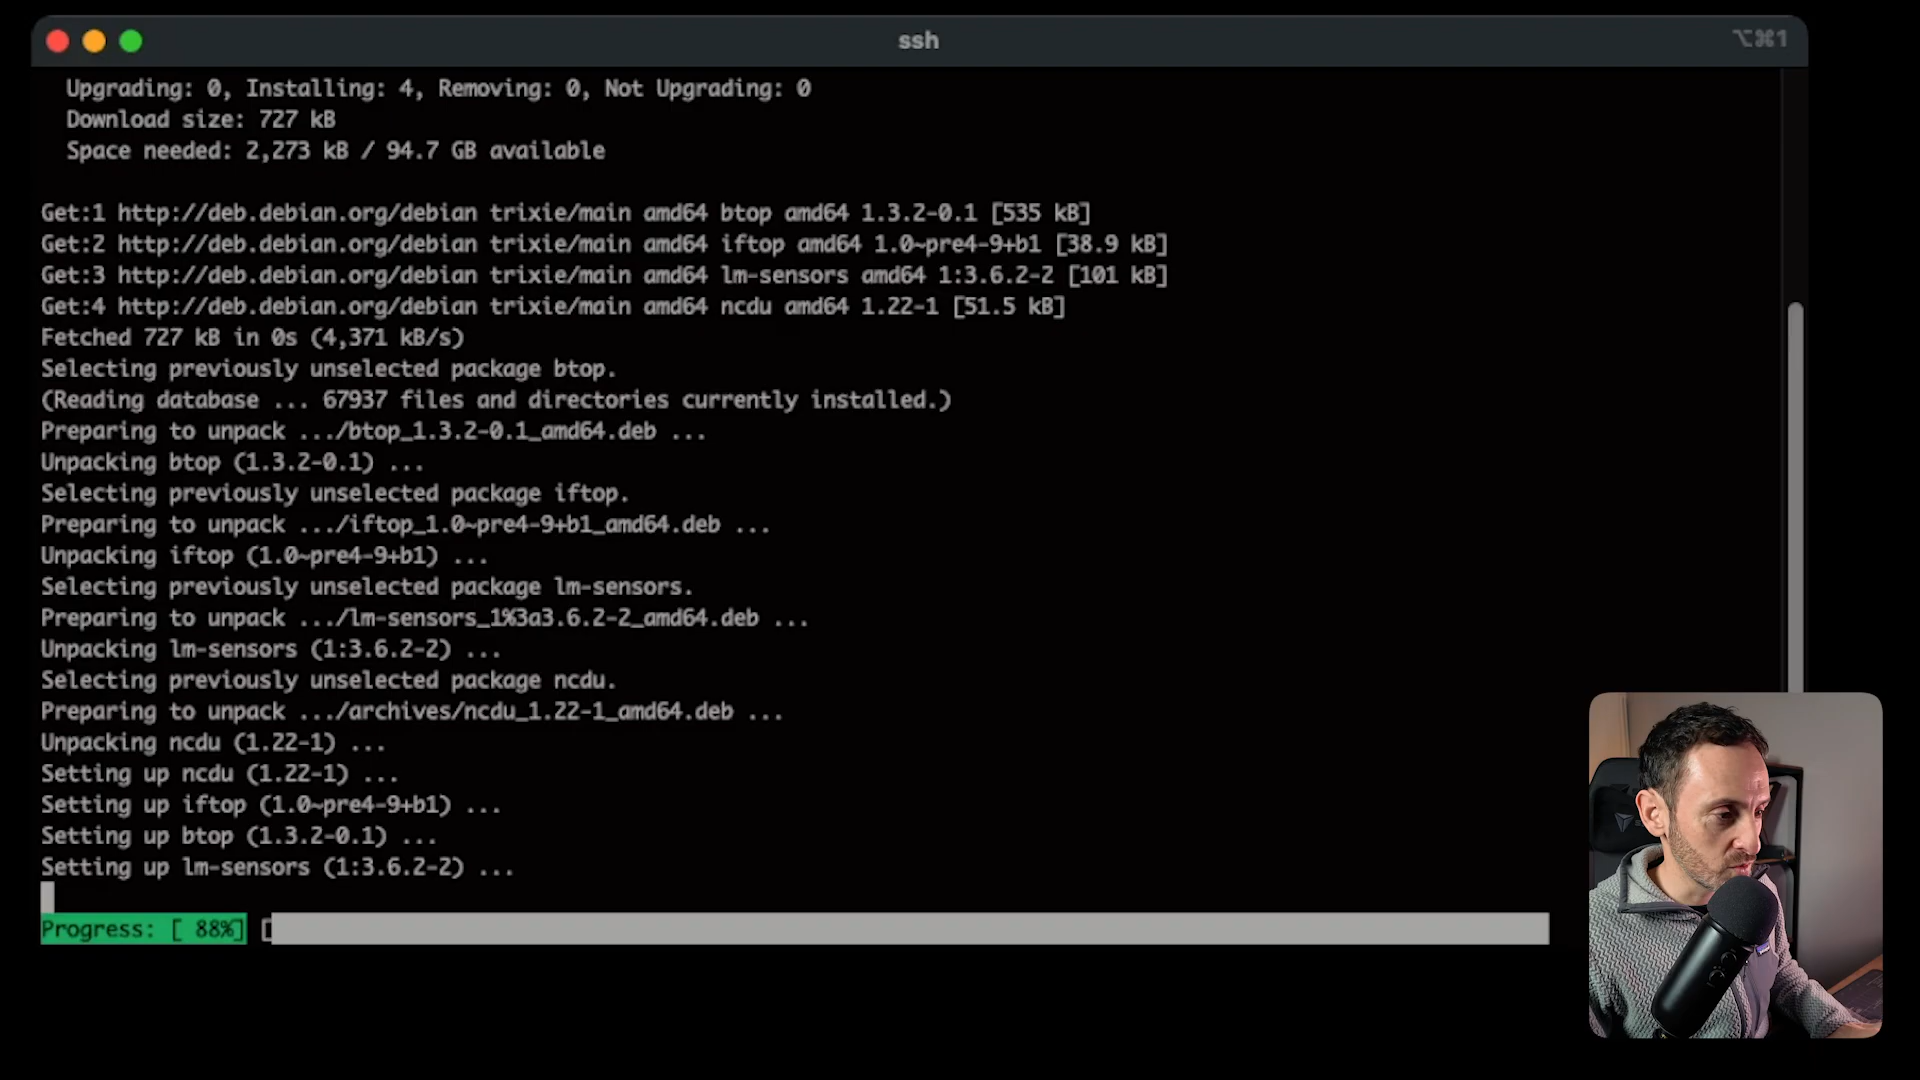 ssh
⌥⌘1
Upgrading: 0, Installing: 4, Removing: 0, Not Upgrading: 0
Download size: 727 kB
Space needed: 2,273 kB / 94.7 GB available
Get:1 http://deb.debian.org/debian trixie/main amd64 btop amd64 1.3.2-0.1 [535 kB]
Get:2 http://deb.debian.org/debian trixie/main amd64 iftop amd64 1.0~pre4-9+b1 [38.9 kB]
Get:3 http://deb.debian.org/debian trixie/main amd64 lm-sensors amd64 1:3.6.2-2 [101 kB]
Get:4 http://deb.debian.org/debian trixie/main amd64 ncdu amd64 1.22-1 [51.5 kB]
Fetched 727 kB in 0s (4,371 kB/s)
Selecting previously unselected package btop.
(Reading database ... 67937 files and directories currently installed.)
Preparing to unpack .../btop_1.3.2-0.1_amd64.deb ...
Unpacking btop (1.3.2-0.1) ...
Selecting previously unselected package iftop.
Preparing to unpack .../iftop_1.0~pre4-9+b1_amd64.deb ...
Unpacking iftop (1.0~pre4-9+b1) ...
Selecting previously unselected package lm-sensors.
Preparing to unpack .../lm-sensors_1%3a3.6.2-2_amd64.deb ...
Unpacking lm-sensors (1:3.6.2-2) ...
Selecting previously unselected package ncdu.
Preparing to unpack .../archives/ncdu_1.22-1_amd64.deb ...
Unpacking ncdu (1.22-1) ...
Setting up ncdu (1.22-1) ...
Setting up iftop (1.0~pre4-9+b1) ...
Setting up btop (1.3.2-0.1) ...
Setting up lm-sensors (1:3.6.2-2) ...
Progress: [ 88%] [